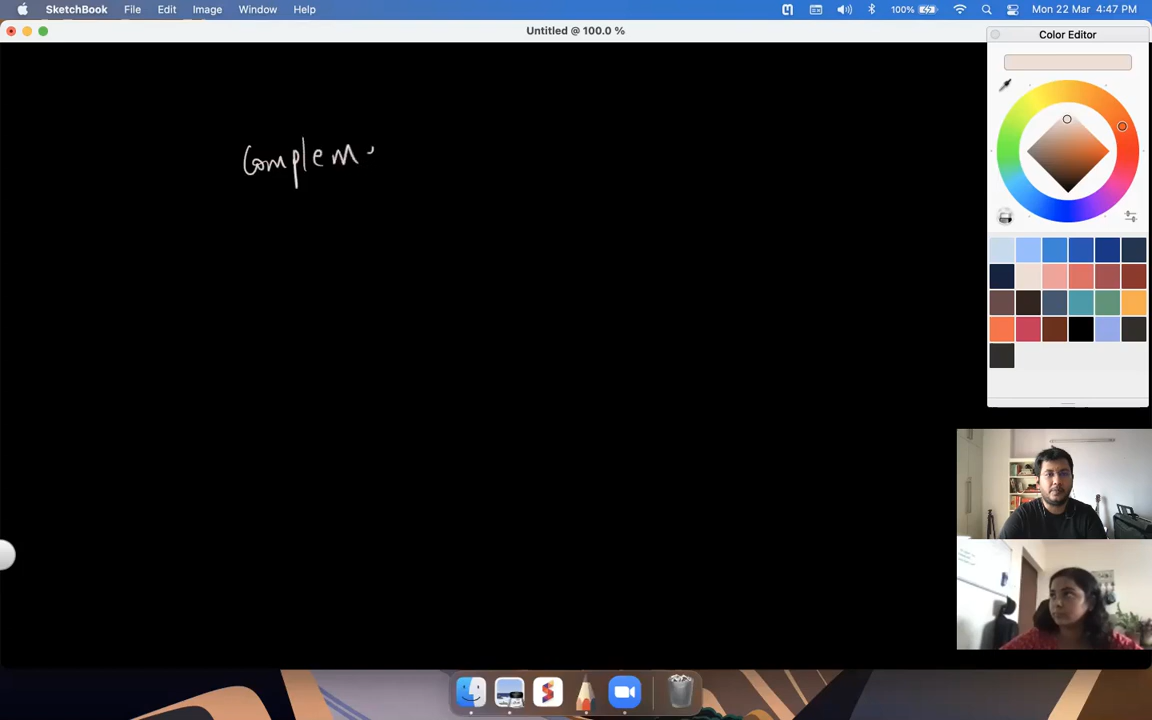 SketchBook File Edit Image Window Help 100% Mon 22 Mar 4:47 PM
Untitled @ 100.0 %
Color Editor
Complem